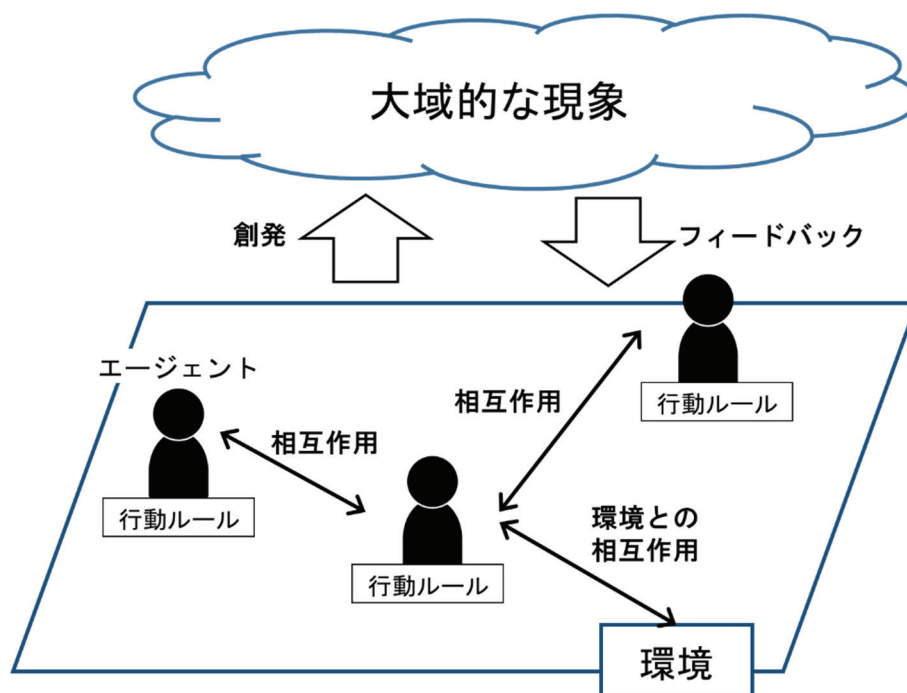 大域的な現象
創発
フィードバック
エージェント
相互作用
行動ルール
相互作用
行動ルール
行動ルール
環境との
相互作用
環境